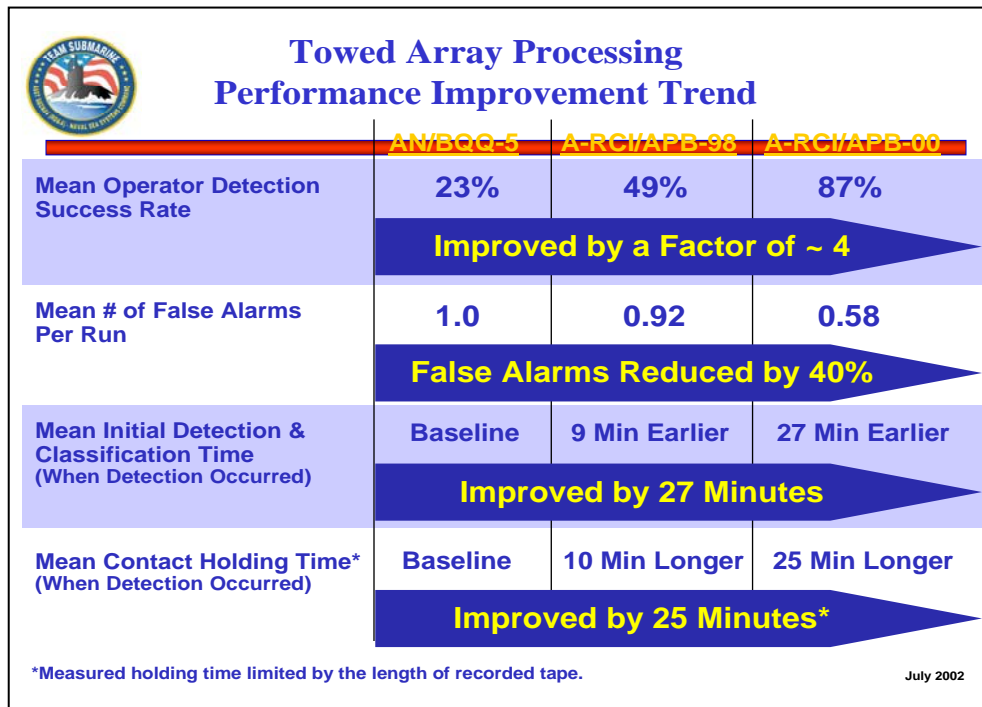 TEAM SUBMARINE
Towed Array Processing
Performance Improvement Trend
AN/BQQ-5 A-RCI/APB-98 A-RCI/APB-00
Mean Operator Detection
Success Rate
23% 49% 87%
Improved by a Factor of ~ 4
Mean # of False Alarms
Per Run
1.0 0.92 0.58
False Alarms Reduced by 40%
Mean Initial Detection &
Classification Time
(When Detection Occurred)
Baseline 9 Min Earlier 27 Min Earlier
Improved by 27 Minutes
Mean Contact Holding Time*
(When Detection Occurred)
Baseline 10 Min Longer 25 Min Longer
Improved by 25 Minutes*
*Measured holding time limited by the length of recorded tape.
July 2002